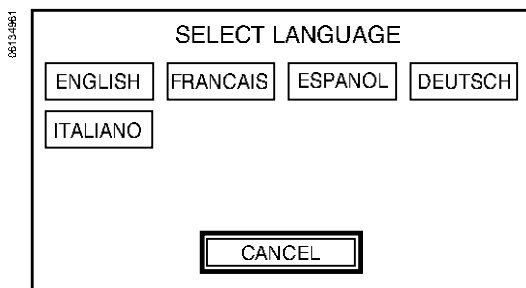 06134961
SELECT LANGUAGE
ENGLISH FRANCAIS ESPANOL DEUTSCH
ITALIANO
CANCEL